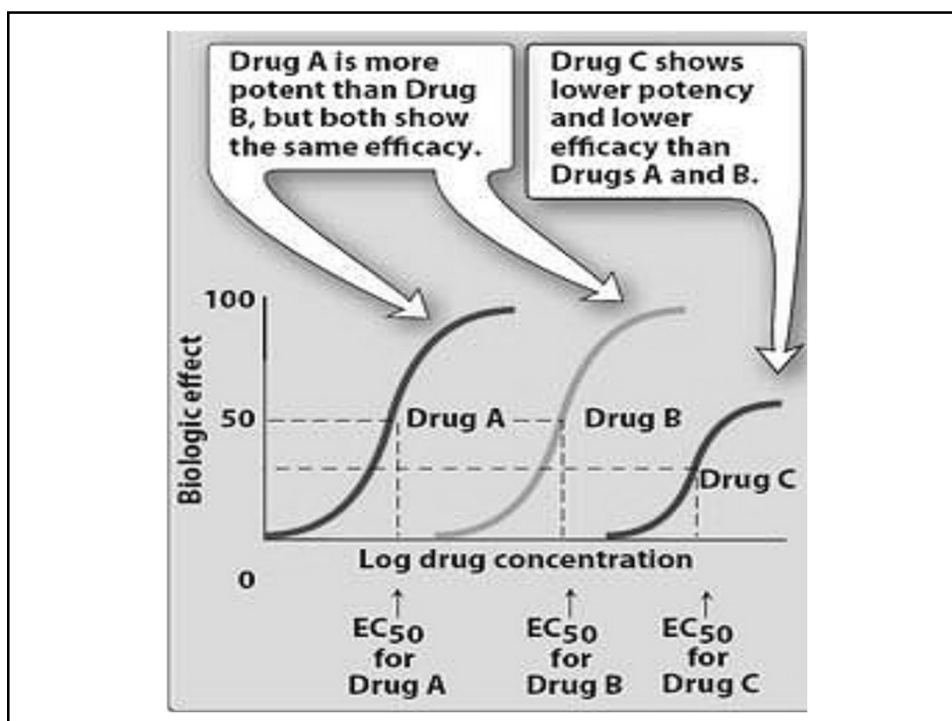 Drug A is more
potent than Drug
B, but both show
the same efficacy.
Drug C shows
lower potency
and lower
efficacy than
Drugs A and B.
100
50
0
Biologic effect
Drug A
Drug B
Drug C
Log drug concentration
EC50
for
Drug A
EC50
for
Drug B
EC50
for
Drug C